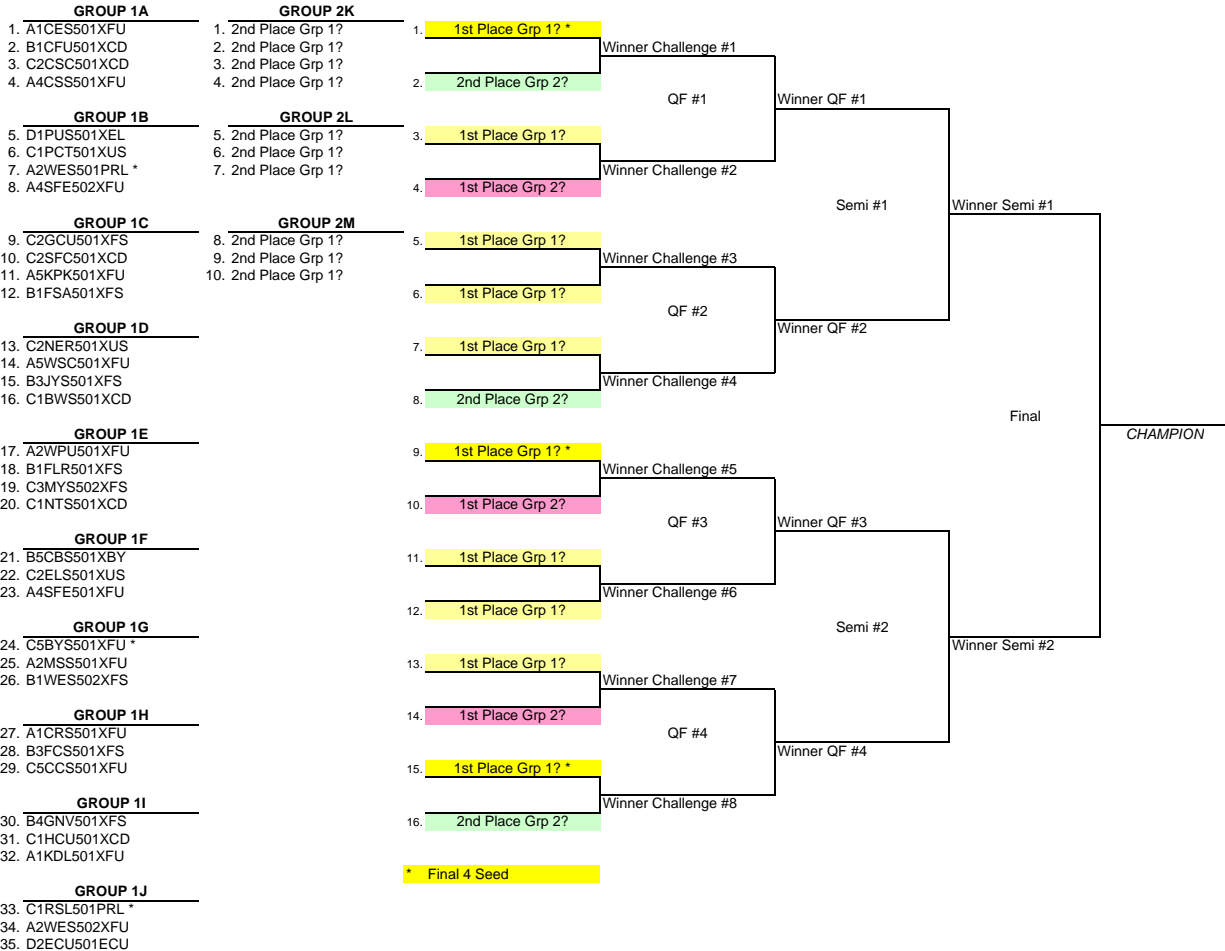 GROUP 1A
1. A1CES501XFU
2. B1CFU501XCD
3. C2CSC501XCD
4. A4CSS501XFU
GROUP 1B
5. D1PUS501XEL
6. C1PCT501XUS
7. A2WES501PRL *
8. A4SFE502XFU
GROUP 1C
9. C2GCU501XFS
10. C2SFC501XCD
11. A5KPK501XFU
12. B1FSA501XFS
GROUP 1D
13. C2NER501XUS
14. A5WSC501XFU
15. B3JYS501XFS
16. C1BWS501XCD
GROUP 1E
17. A2WPU501XFU
18. B1FLR501XFS
19. C3MYS502XFS
20. C1NTS501XCD
GROUP 1F
21. B5CBS501XBY
22. C2ELS501XUS
23. A4SFE501XFU
GROUP 1G
24. C5BYS501XFU *
25. A2MSS501XFU
26. B1WES502XFS
GROUP 1H
27. A1CRS501XFU
28. B3FCS501XFS
29. C5CCS501XFU
GROUP 1I
30. B4GNV501XFS
31. C1HCU501XCD
32. A1KDL501XFU
GROUP 1J
33. C1RSL501PRL *
34. A2WES502XFU
35. D2ECU501ECU
GROUP 2K
1. 2nd Place Grp 1?
2. 2nd Place Grp 1?
3. 2nd Place Grp 1?
4. 2nd Place Grp 1?
GROUP 2L
5. 2nd Place Grp 1?
6. 2nd Place Grp 1?
7. 2nd Place Grp 1?
GROUP 2M
8. 2nd Place Grp 1?
9. 2nd Place Grp 1?
10. 2nd Place Grp 1?
1. 1st Place Grp 1? *
2. 2nd Place Grp 2?
3. 1st Place Grp 1?
4. 1st Place Grp 2?
5. 1st Place Grp 1?
6. 1st Place Grp 1?
7. 1st Place Grp 1?
8. 2nd Place Grp 2?
9. 1st Place Grp 1? *
10. 1st Place Grp 2?
11. 1st Place Grp 1?
12. 1st Place Grp 1?
13. 1st Place Grp 1?
14. 1st Place Grp 2?
15. 1st Place Grp 1? *
16. 2nd Place Grp 2?
* Final 4 Seed
Winner Challenge #1
QF #1
Winner Challenge #2
Winner Challenge #3
QF #2
Winner Challenge #4
Winner Challenge #5
QF #3
Winner Challenge #6
Winner Challenge #7
QF #4
Winner Challenge #8
Winner QF #1
Semi #1
Winner QF #2
Winner QF #3
Semi #2
Winner QF #4
Winner Semi #1
Final
Winner Semi #2
CHAMPION